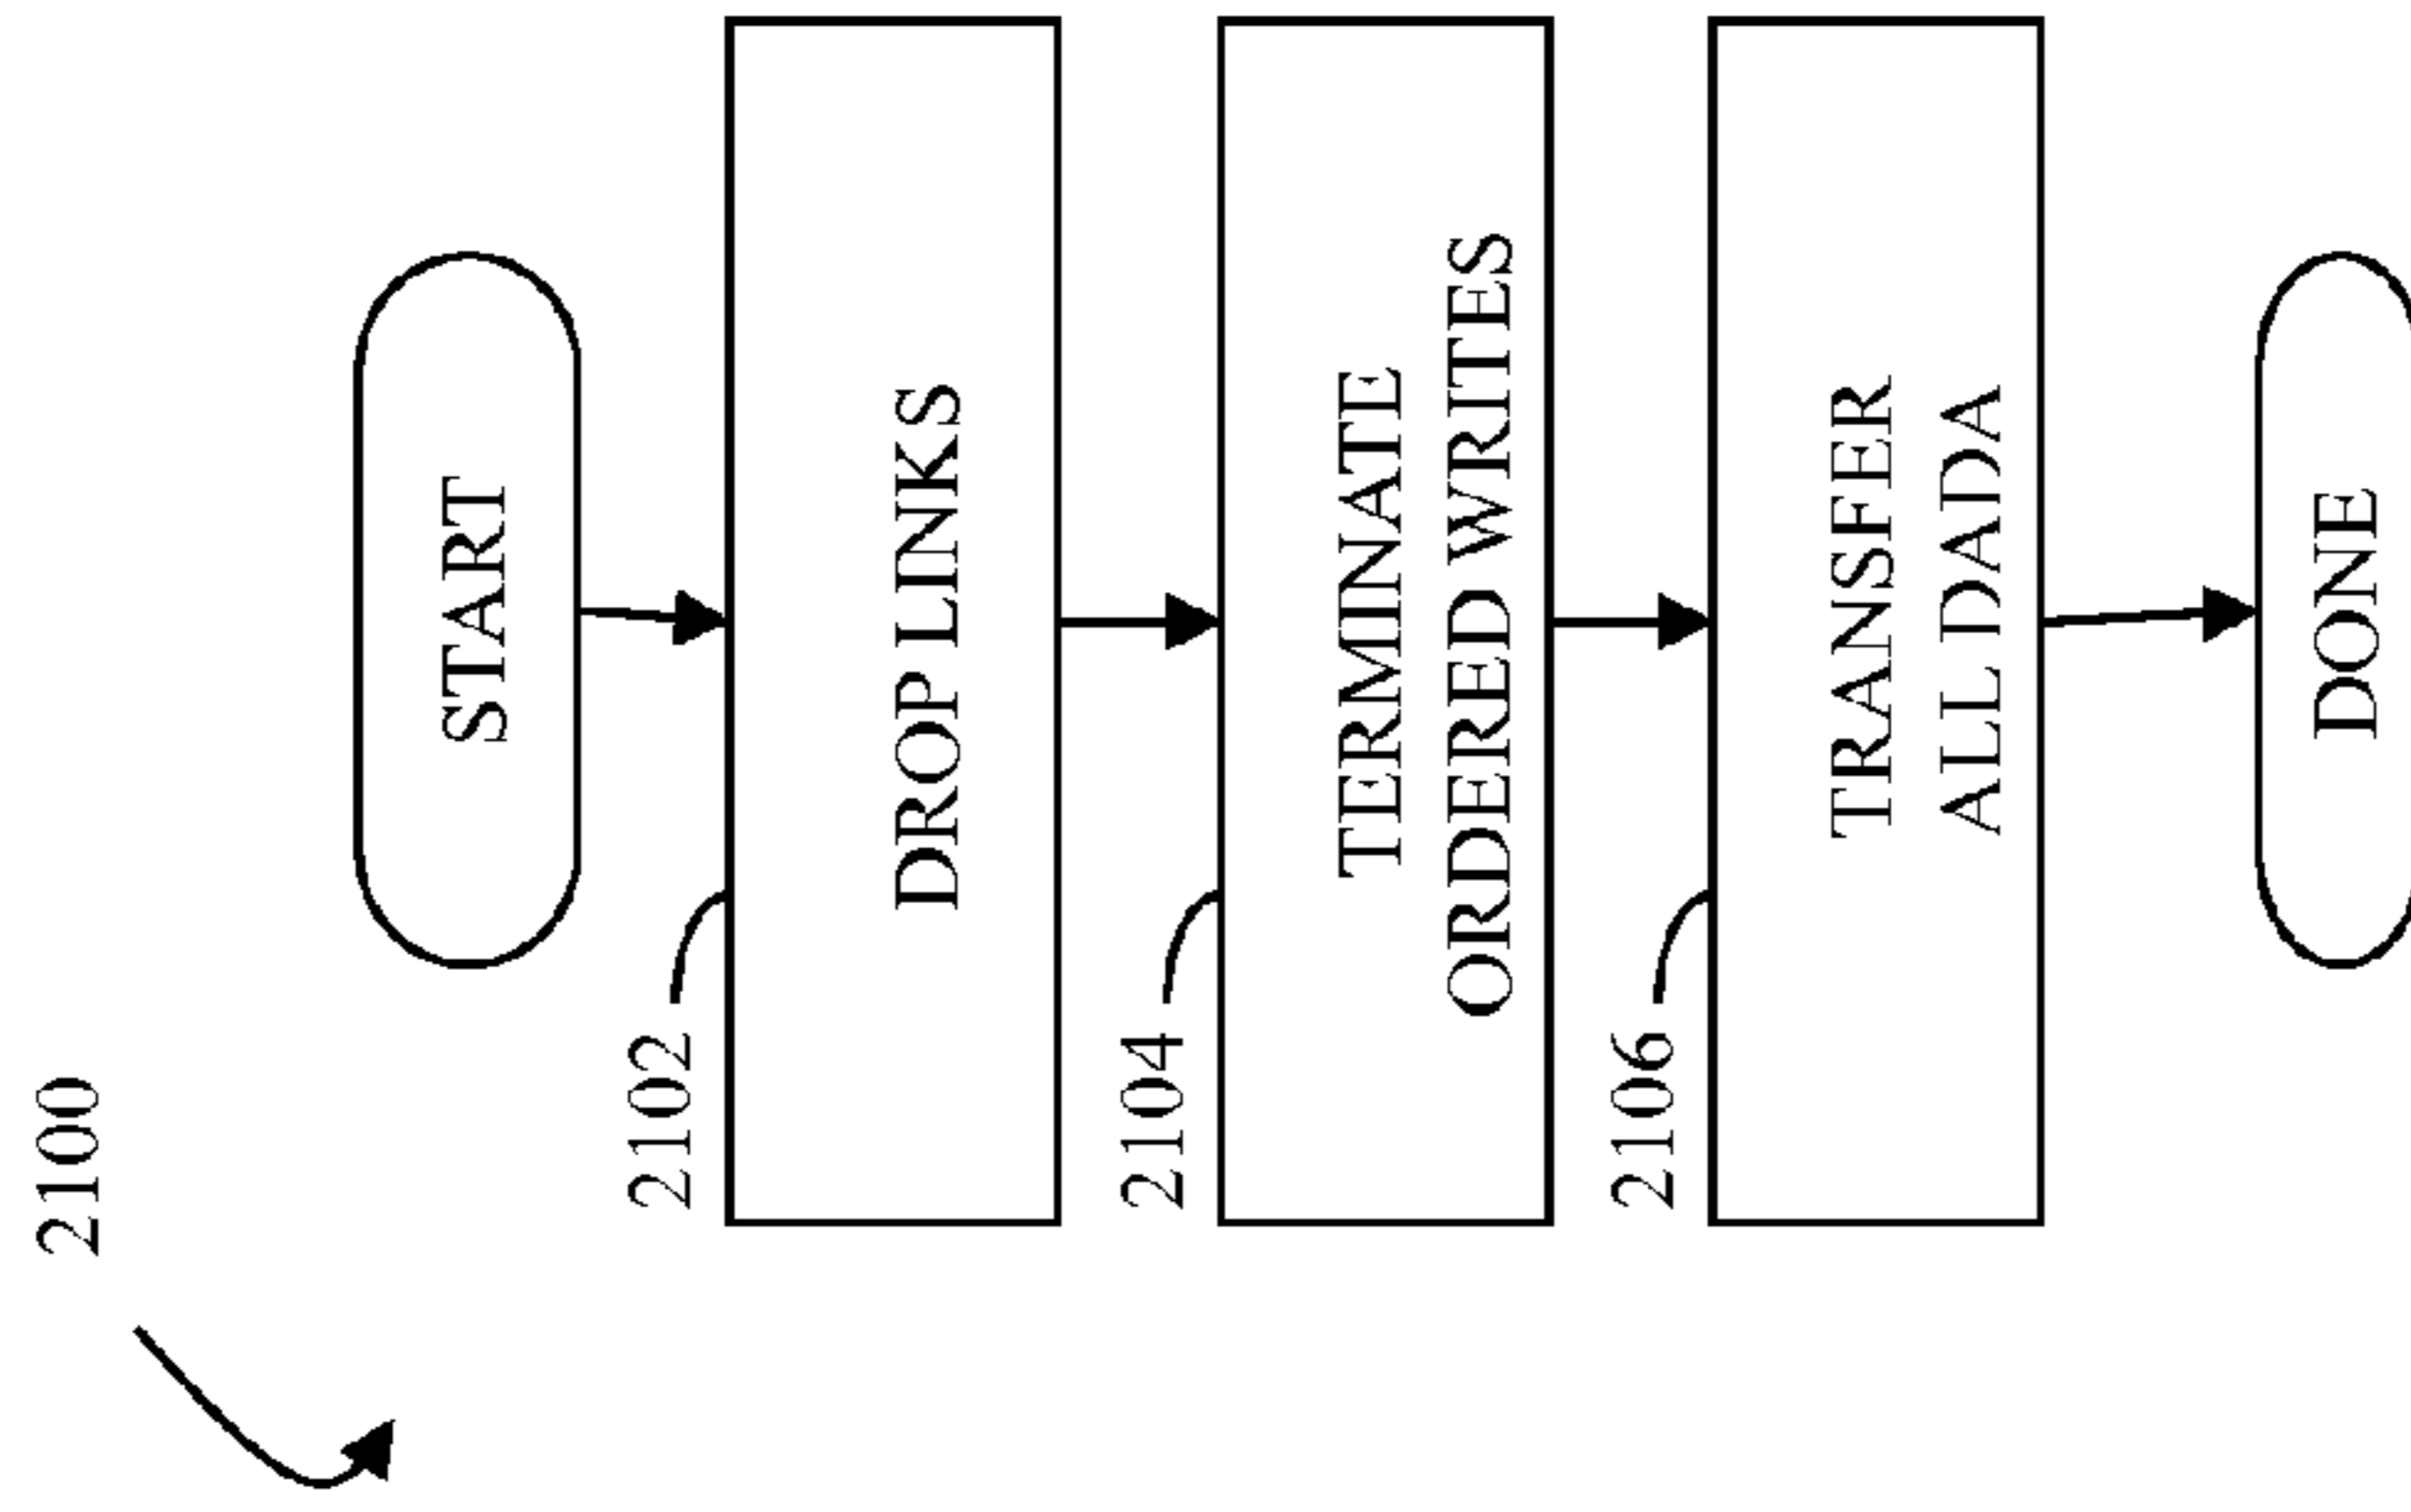 2100
START
2102
DROP LINKS
2104
TERMINATE
ORDERED WRITES
2106
TRANSFER
ALL DADA
DONE